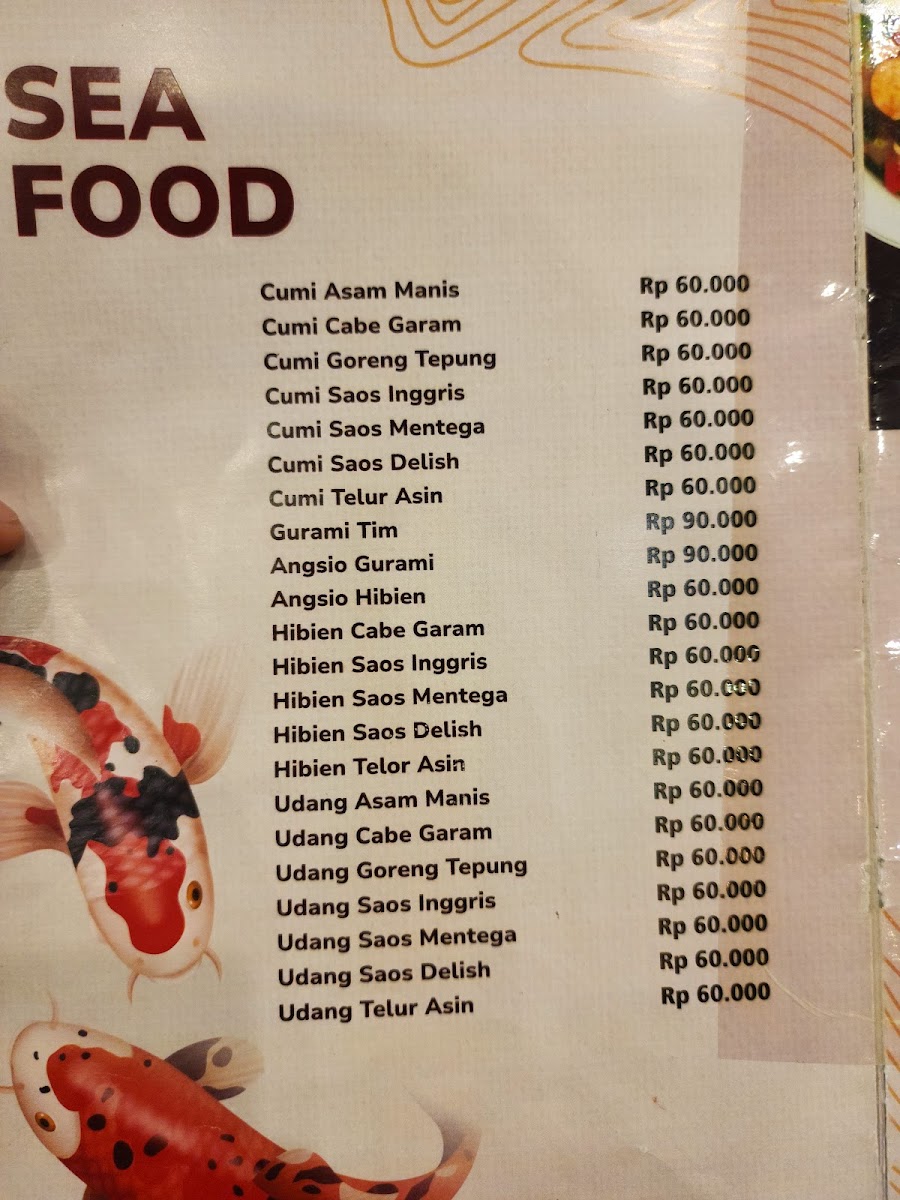 SEA
FOOD
Cumi Asam Manis Rp 60.000
Cumi Cabe Garam Rp 60.000
Cumi Goreng Tepung Rp 60.000
Cumi Saos Inggris Rp 60.000
Cumi Saos Mentega Rp 60.000
Cumi Saos Delish Rp 60.000
Cumi Telur Asin Rp 60.000
Gurami Tim Rp 90.000
Angsio Gurami Rp 90.000
Angsio Hibien Rp 60.000
Hibien Cabe Garam Rp 60.000
Hibien Saos Inggris Rp 60.000
Hibien Saos Mentega Rp 60.000
Hibien Saos Delish Rp 60.000
Hibien Telor Asin Rp 60.000
Udang Asam Manis Rp 60.000
Udang Cabe Garam Rp 60.000
Udang Goreng Tepung Rp 60.000
Udang Saos Inggris Rp 60.000
Udang Saos Mentega Rp 60.000
Udang Saos Delish Rp 60.000
Udang Telur Asin Rp 60.000